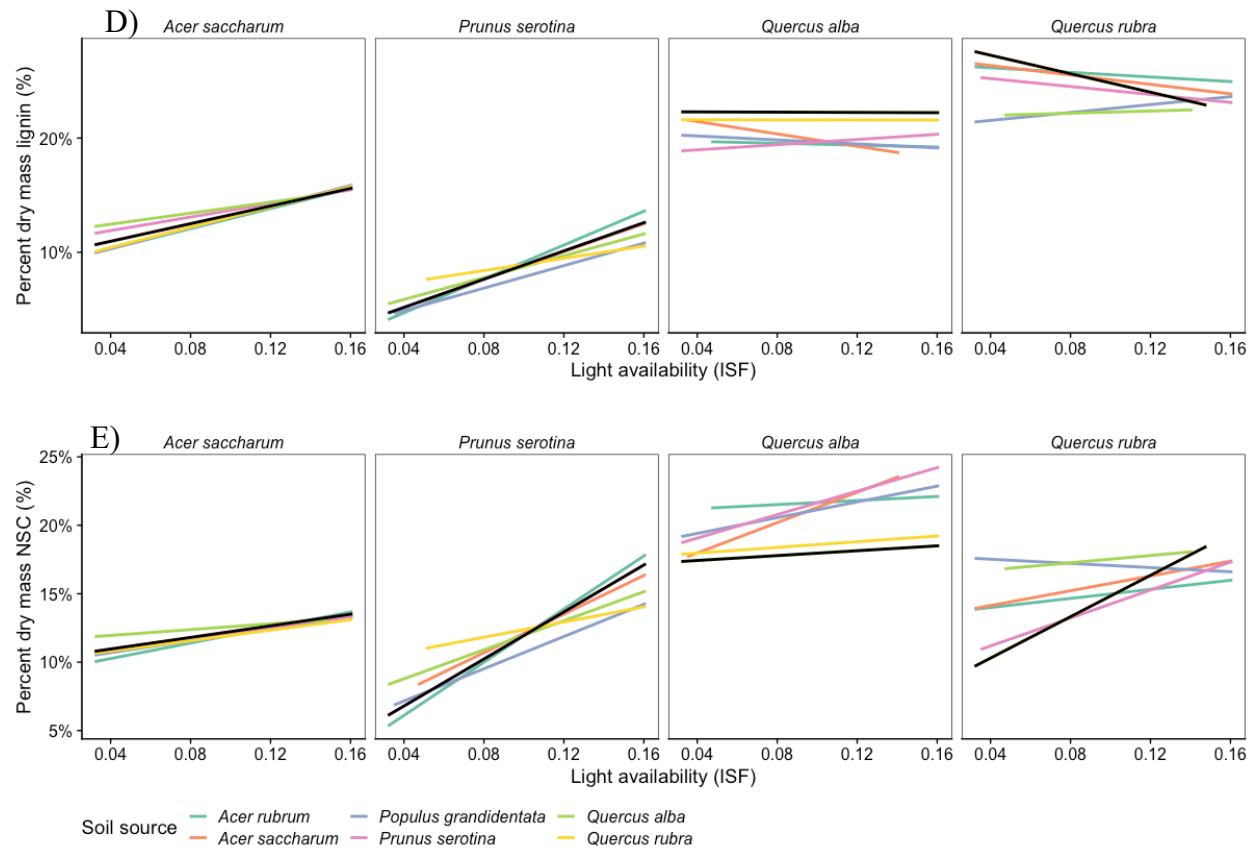 D)
Acer saccharum Prunus serotina Quercus alba Quercus rubra
Percent dry mass lignin (%)
20%
10%
0.04 0.08 0.12 0.16 0.04 0.08 0.12 0.16 0.04 0.08 0.12 0.16 0.04 0.08 0.12 0.16
Light availability (ISF)
E)
Acer saccharum Prunus serotina Quercus alba Quercus rubra
Percent dry mass NSC (%)
25%
20%
15%
10%
5%
0.04 0.08 0.12 0.16 0.04 0.08 0.12 0.16 0.04 0.08 0.12 0.16 0.04 0.08 0.12 0.16
Light availability (ISF)
Soil source
Acer rubrum Populus grandidentata Quercus alba
Acer saccharum Prunus serotina Quercus rubra